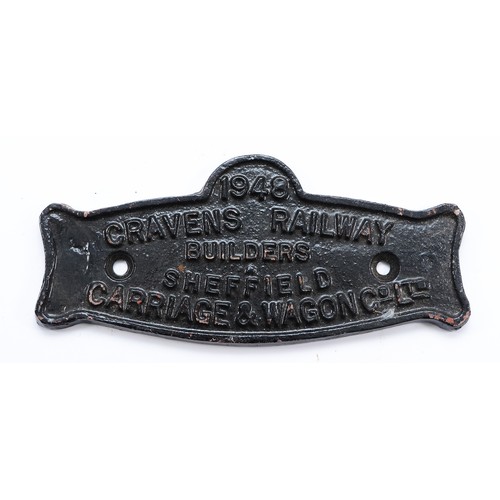 1948
CRAVENS RAILWAY
BUILDERS
SHEFFIELD
CARRIAGE & WAGON Co LTD